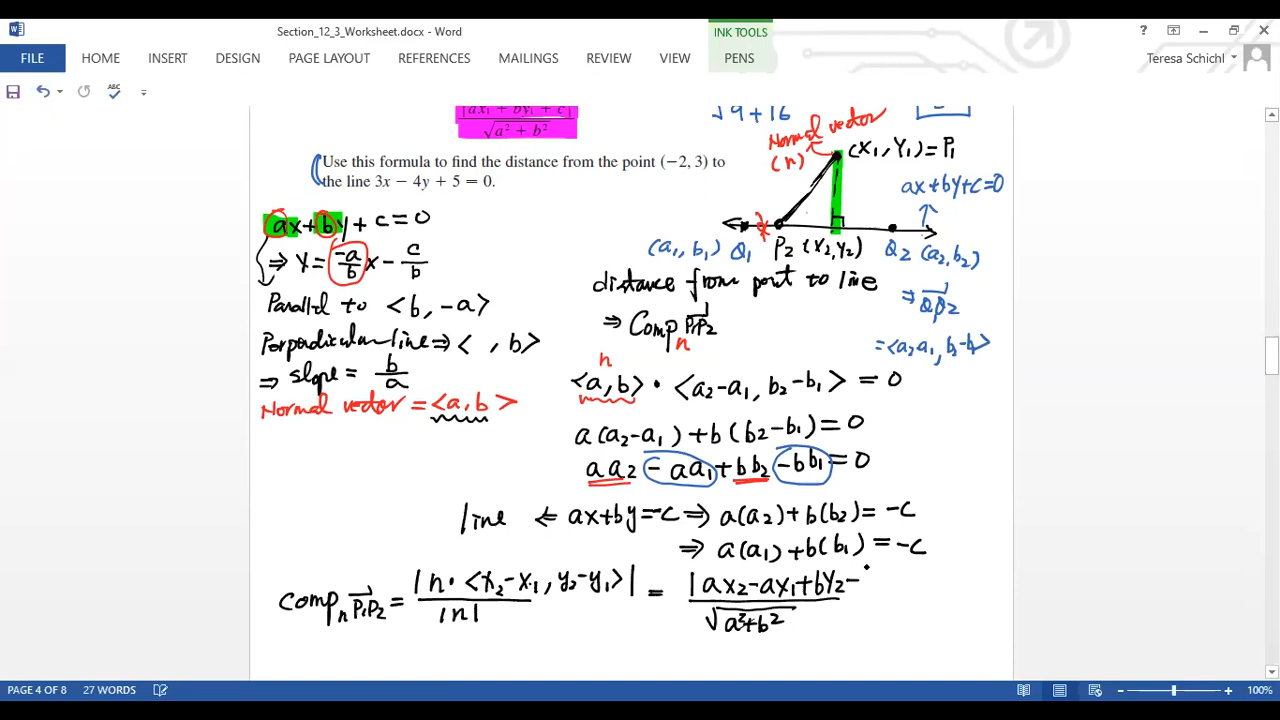 Section_12_3_Worksheet.docx - Word
INK TOOLS
?
FILE HOME INSERT DESIGN PAGE LAYOUT REFERENCES MAILINGS REVIEW VIEW PENS
Teresa Schichl
ABC
|ax₁ + by₁ + c|
√a² + b²
√9+16
Normal vector
(n)
(x₁, y₁) = P₁
Use this formula to find the distance from the point (−2, 3) to
the line 3x − 4y + 5 = 0.
ax+by+c=0
ax+by+c=0
(a₁, b₁) Q₁ P₂ (x₂, y₂) Q₂ (a₂, b₂)
⇒ y = -a/b x - c/b
distance from point to line
⇒ Q₁Q₂
= <a₂ a₁, b₂-b₁>
⇒ Comp P₁P₂
n
Parallel to <b, -a>
Perpendicular line ⇒ < , b>
⇒ slope = b/a
Normal vector = <a, b>
n
<a, b> · <a₂-a₁, b₂-b₁> = 0
a(a₂-a₁) + b(b₂-b₁) = 0
aa₂ - aa₁ + bb₂ - bb₁ = 0
line ⇐ ax+by=-c ⇒ a(a₂)+b(b₂) = -c
⇒ a(a₁)+b(b₁) = -c
compₙ P₁P₂ = |n · <x₂-x₁, y₂-y₁>| / |n| = |ax₂-ax₁+by₂- / √a²+b²
PAGE 4 OF 8 27 WORDS
100%